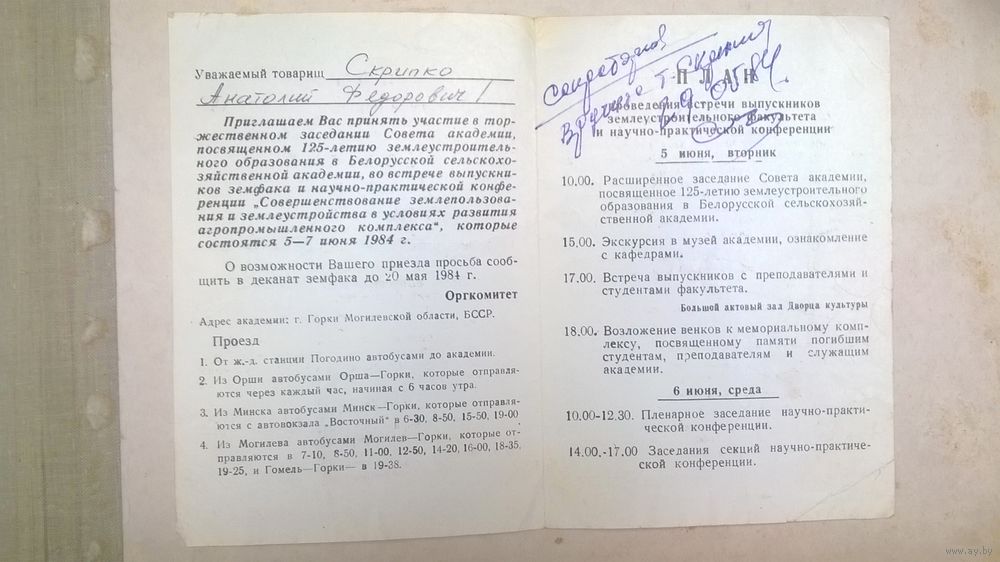 Уважаемый товарищ Скрипко
Анатолий Федорович!
Приглашаем Вас принять участие в тор-
жественном заседании Совета академии,
посвященном 125-летию землеустроитель-
ного образования в Белорусской сельскохо-
зяйственной академии, во встрече выпускни-
ков земфака и научно-практической конфе-
ренции „Совершенствование землепользова-
ния и землеустройства в условиях развития
агропромышленного комплекса“, которые
состоятся 5—7 июня 1984 г.
О возможности Вашего приезда просьба сооб-
щить в деканат земфака до 20 мая 1984 г.
Оргкомитет
Адрес академии: г. Горки Могилевской области, БССР.
Проезд
1. От ж.-д. станции Погодино автобусами до академии.
2. Из Орши автобусами Орша—Горки, которые отправля-
ются через каждый час, начиная с 6 часов утра.
3. Из Минска автобусами Минск—Горки, которые отправля-
ются с автовокзала „Восточный“ в 6-30, 8-50, 15-50, 19-00
4. Из Могилева автобусами Могилев—Горки, которые от-
правляются в 7-10, 8-50, 11-00, 12-50, 14-20, 16-00, 18-35,
19-25, и Гомель—Горки— в 19-38.
ПЛАН
проведения встречи выпускников
землеустроительного факультета
и научно-практической конференции
5 июня, вторник
10.00. Расширенное заседание Совета академии,
посвященное 125-летию землеустроительного
образования в Белорусской сельскохозяй-
ственной академии.
15.00. Экскурсия в музей академии, ознакомление
с кафедрами.
17.00. Встреча выпускников с преподавателями и
студентами факультета.
Большой актовый зал Дворца культуры
18.00. Возложение венков к мемориальному комп-
лексу, посвященному памяти погибшим
студентам, преподавателям и служащим
академии.
6 июня, среда
10.00-12.30. Пленарное заседание научно-практи-
ческой конференции.
14.00.-17.00 Заседания секций научно-практиче-
ской конференции.
www.ay.by